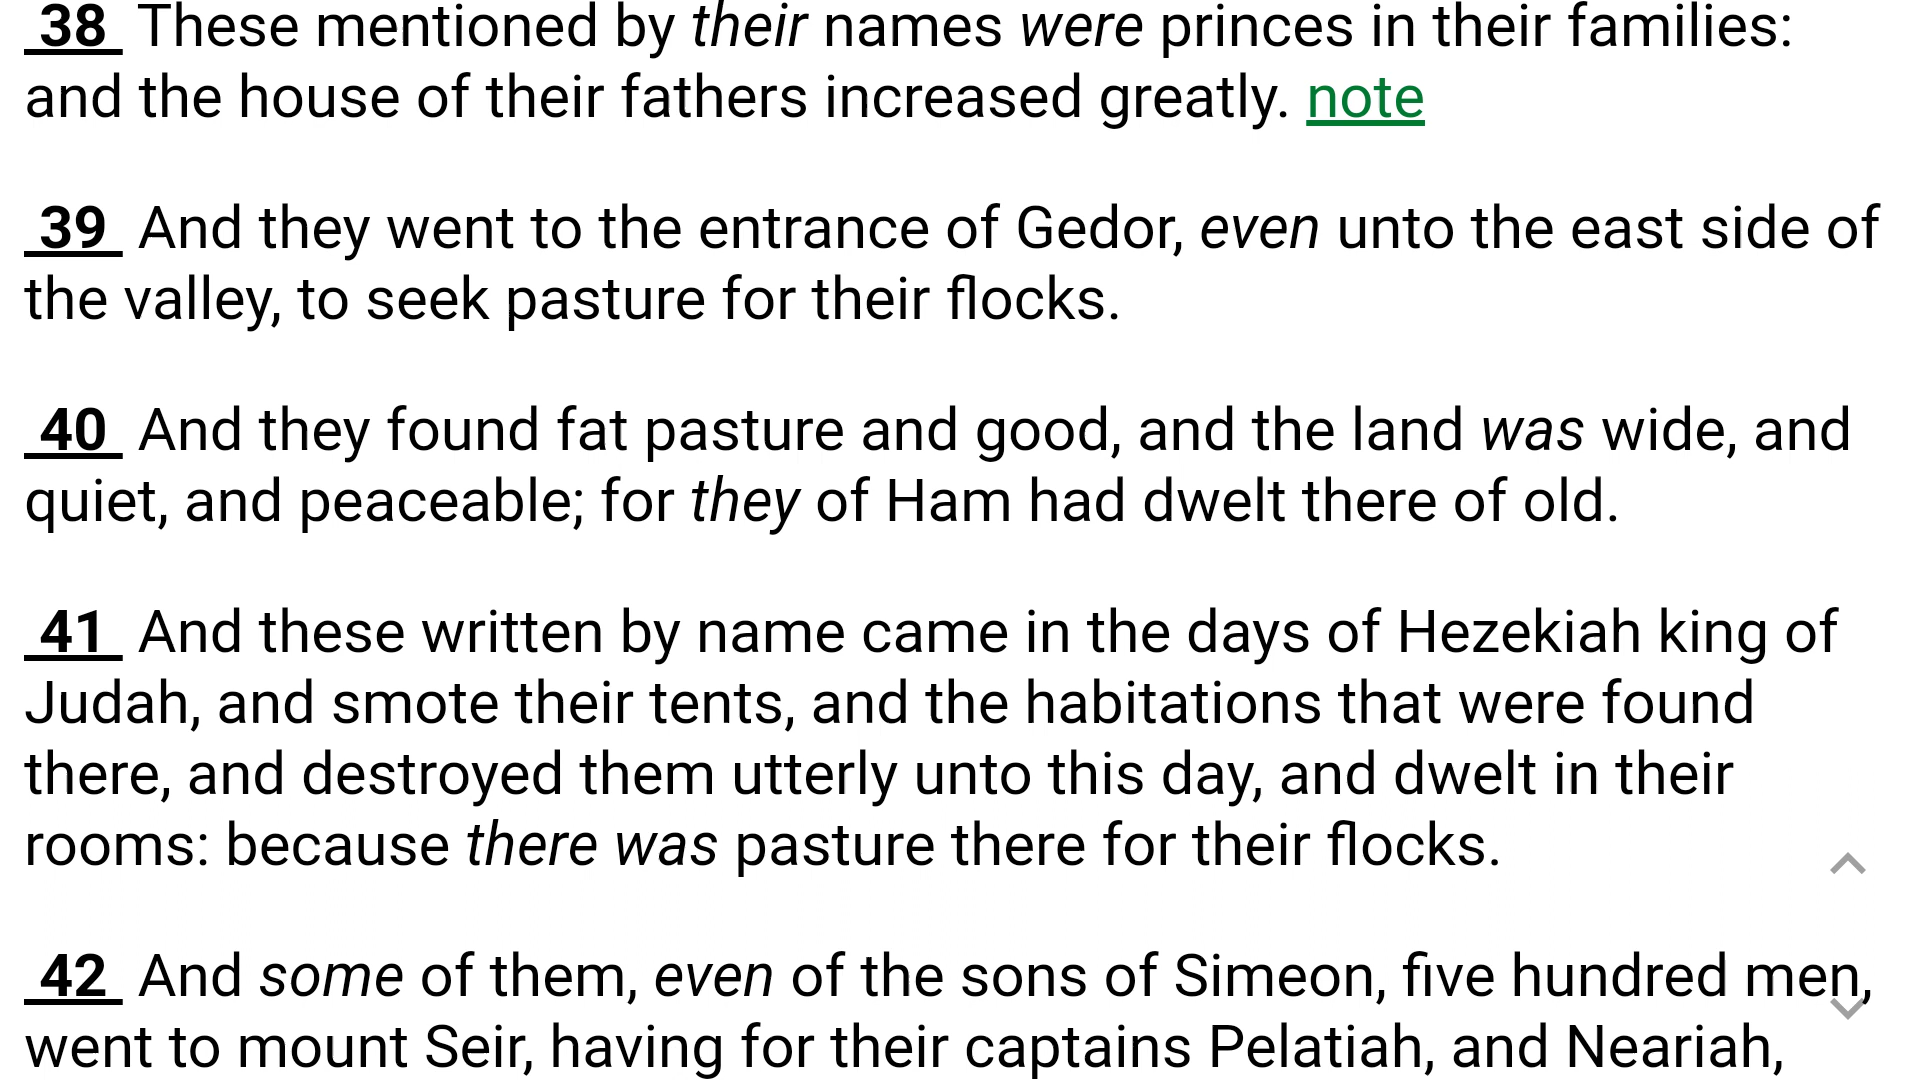 38 These mentioned by their names were princes in their families:
and the house of their fathers increased greatly. note
39 And they went to the entrance of Gedor, even unto the east side of
the valley, to seek pasture for their flocks.
40 And they found fat pasture and good, and the land was wide, and
quiet, and peaceable; for they of Ham had dwelt there of old.
41 And these written by name came in the days of Hezekiah king of
Judah, and smote their tents, and the habitations that were found
there, and destroyed them utterly unto this day, and dwelt in their
rooms: because there was pasture there for their flocks.
42 And some of them, even of the sons of Simeon, five hundred men,
went to mount Seir, having for their captains Pelatiah, and Neariah,